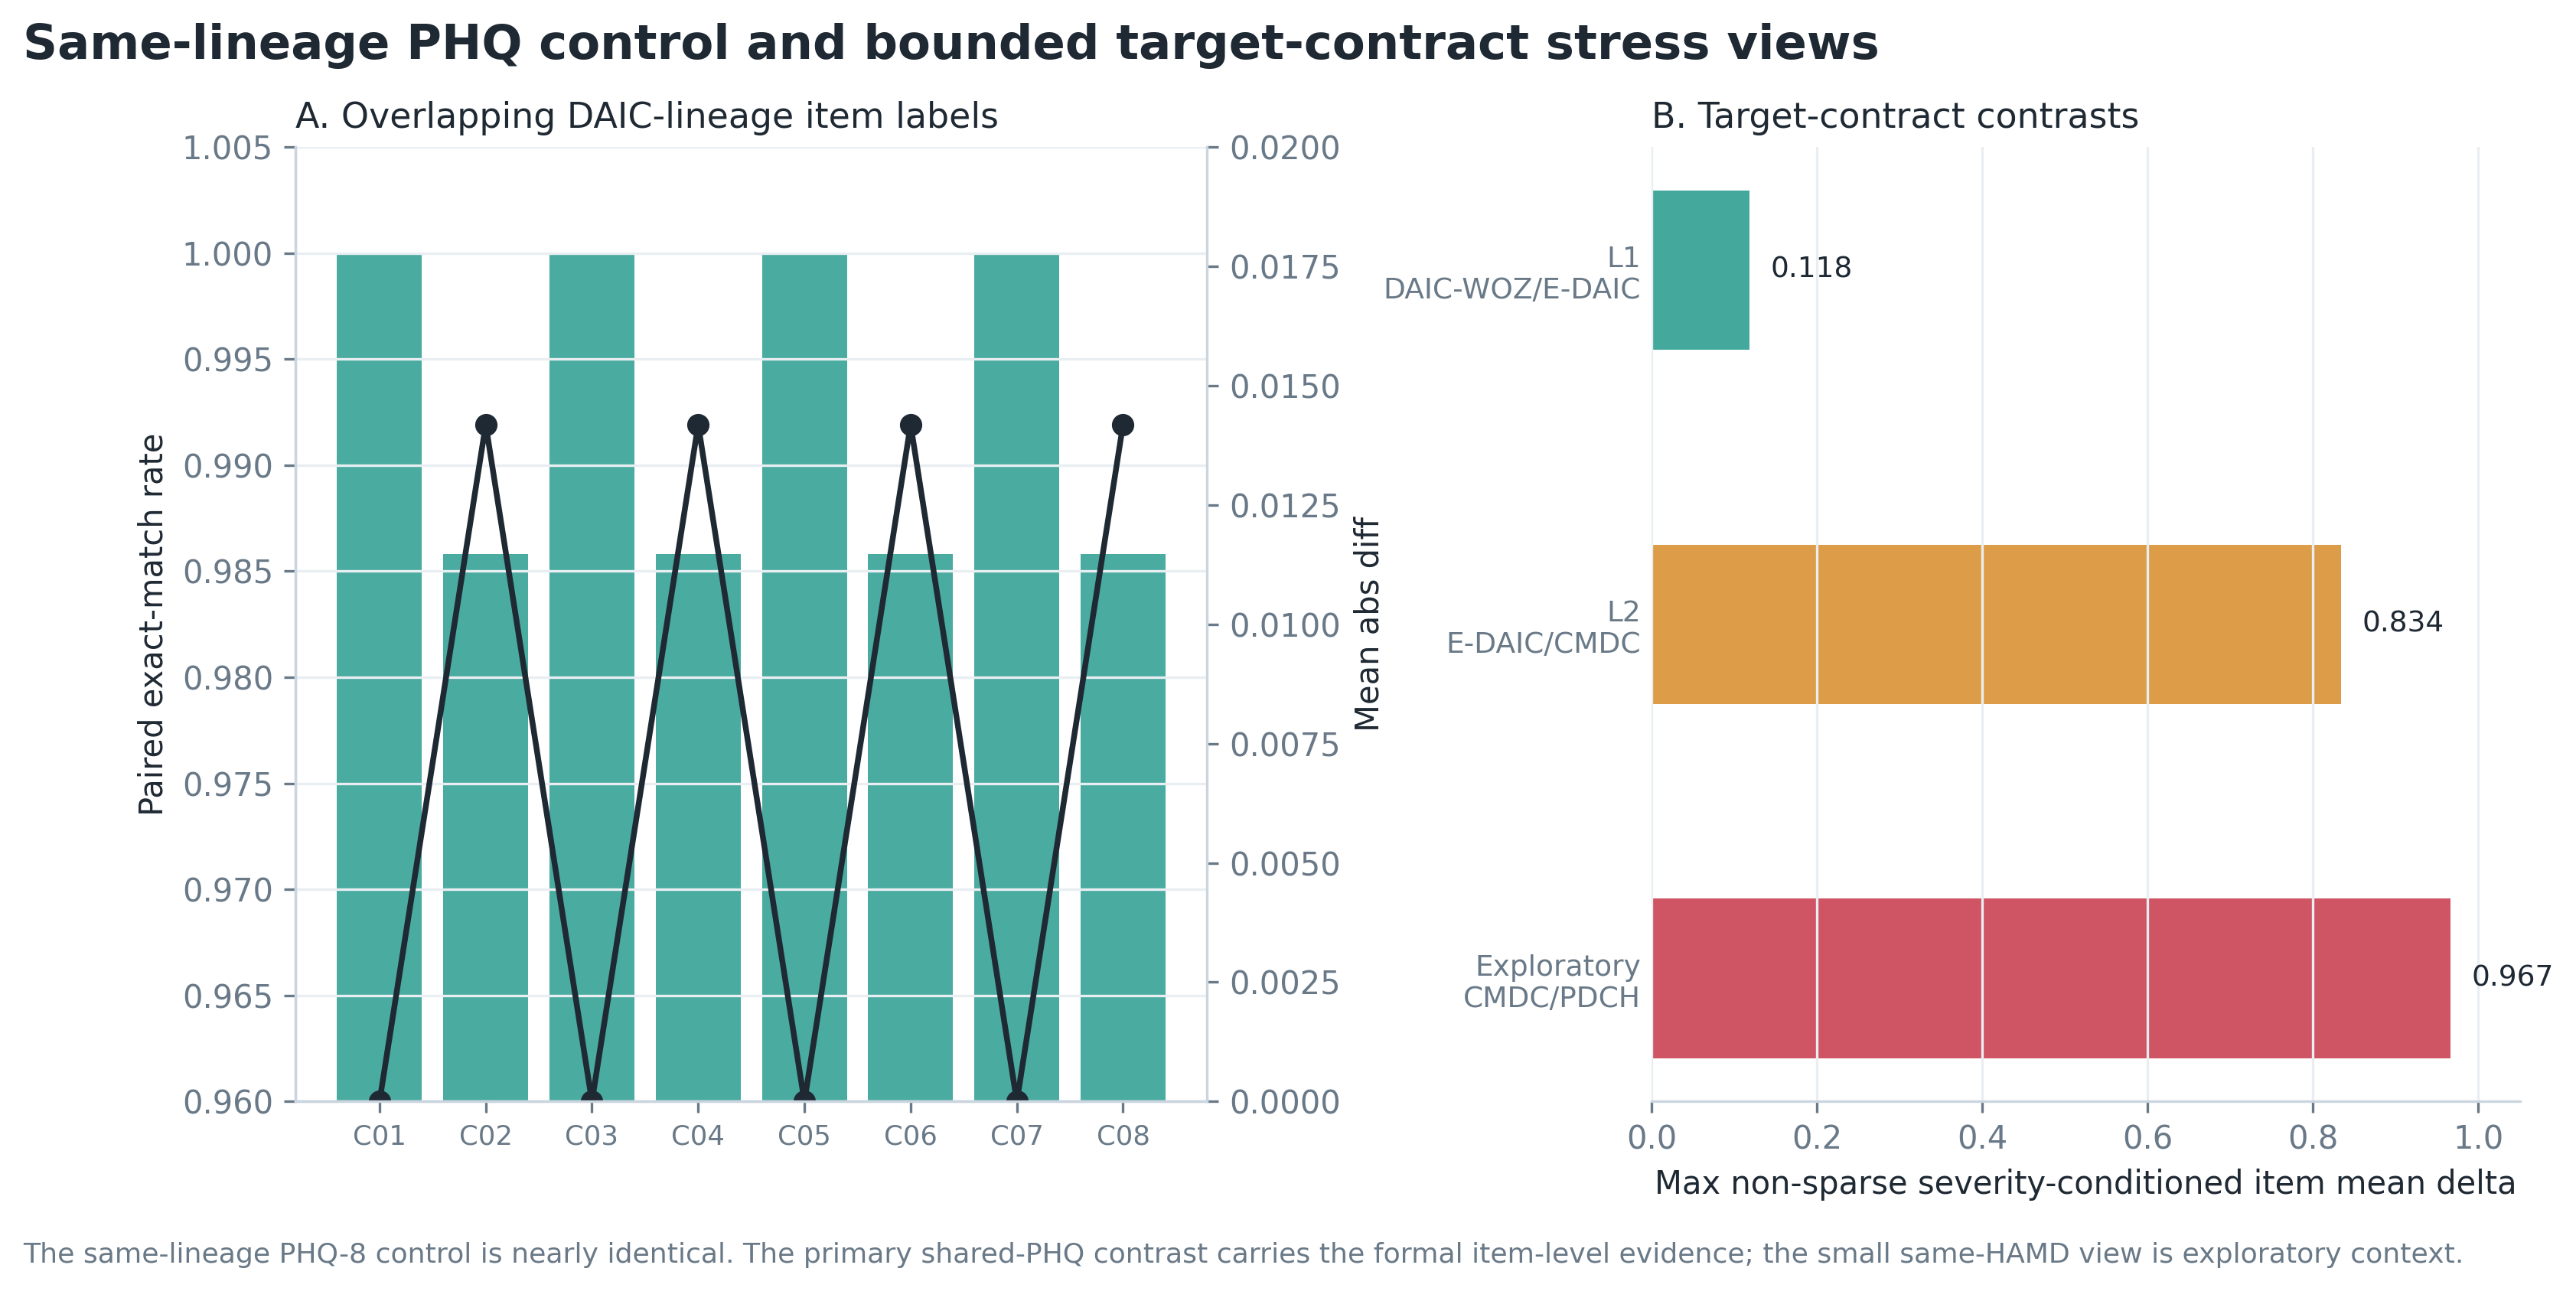 Same-lineage PHQ control and bounded target-contract stress views
A. Overlapping DAIC-lineage item labels
Paired exact-match rate
1.005
1.000
0.995
0.990
0.985
0.980
0.975
0.970
0.965
0.960
C01 C02 C03 C04 C05 C06 C07 C08
0.0200
0.0175
0.0150
0.0125
0.0100
0.0075
0.0050
0.0025
0.0000
Mean abs diff
B. Target-contract contrasts
L1
DAIC-WOZ/E-DAIC
0.118
L2
E-DAIC/CMDC
0.834
Exploratory
CMDC/PDCH
0.967
0.0 0.2 0.4 0.6 0.8 1.0
Max non-sparse severity-conditioned item mean delta
The same-lineage PHQ-8 control is nearly identical. The primary shared-PHQ contrast carries the formal item-level evidence; the small same-HAMD view is exploratory context.